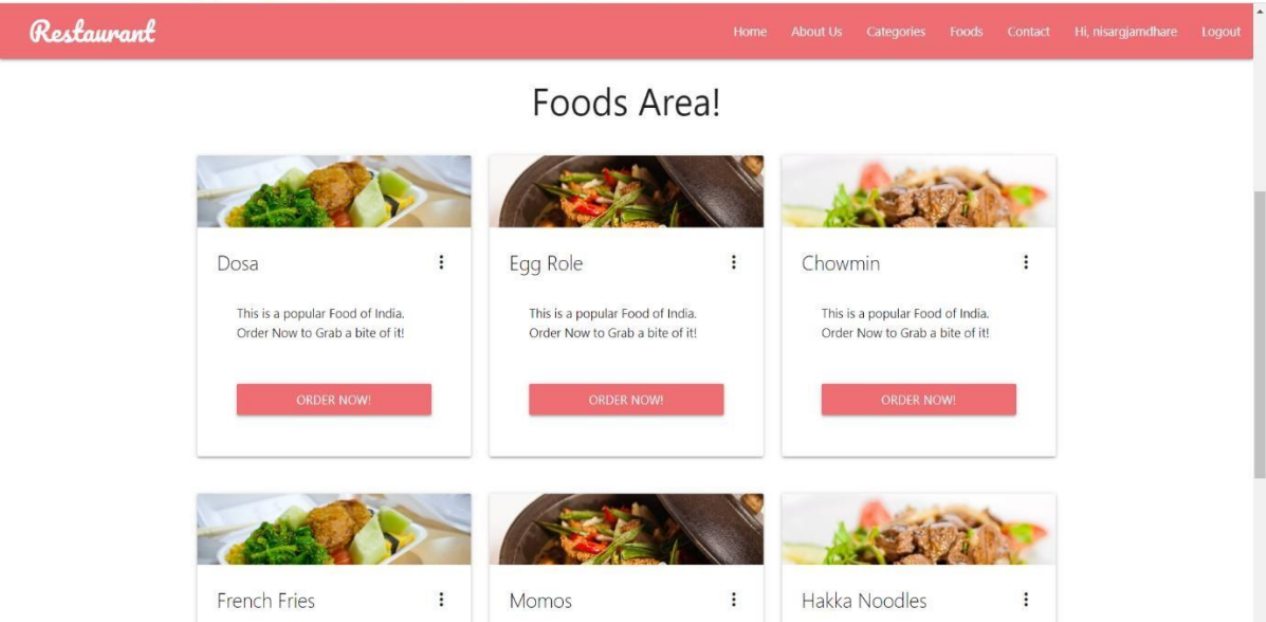 Restaurant
Home About Us Categories Foods Contact Hi, nisargjamdhare Logout
Foods Area!
Dosa
This is a popular Food of India.
Order Now to Grab a bite of it!
ORDER NOW!
Egg Role
This is a popular Food of India.
Order Now to Grab a bite of it!
ORDER NOW!
Chowmin
This is a popular Food of India.
Order Now to Grab a bite of it!
ORDER NOW!
French Fries
Momos
Hakka Noodles